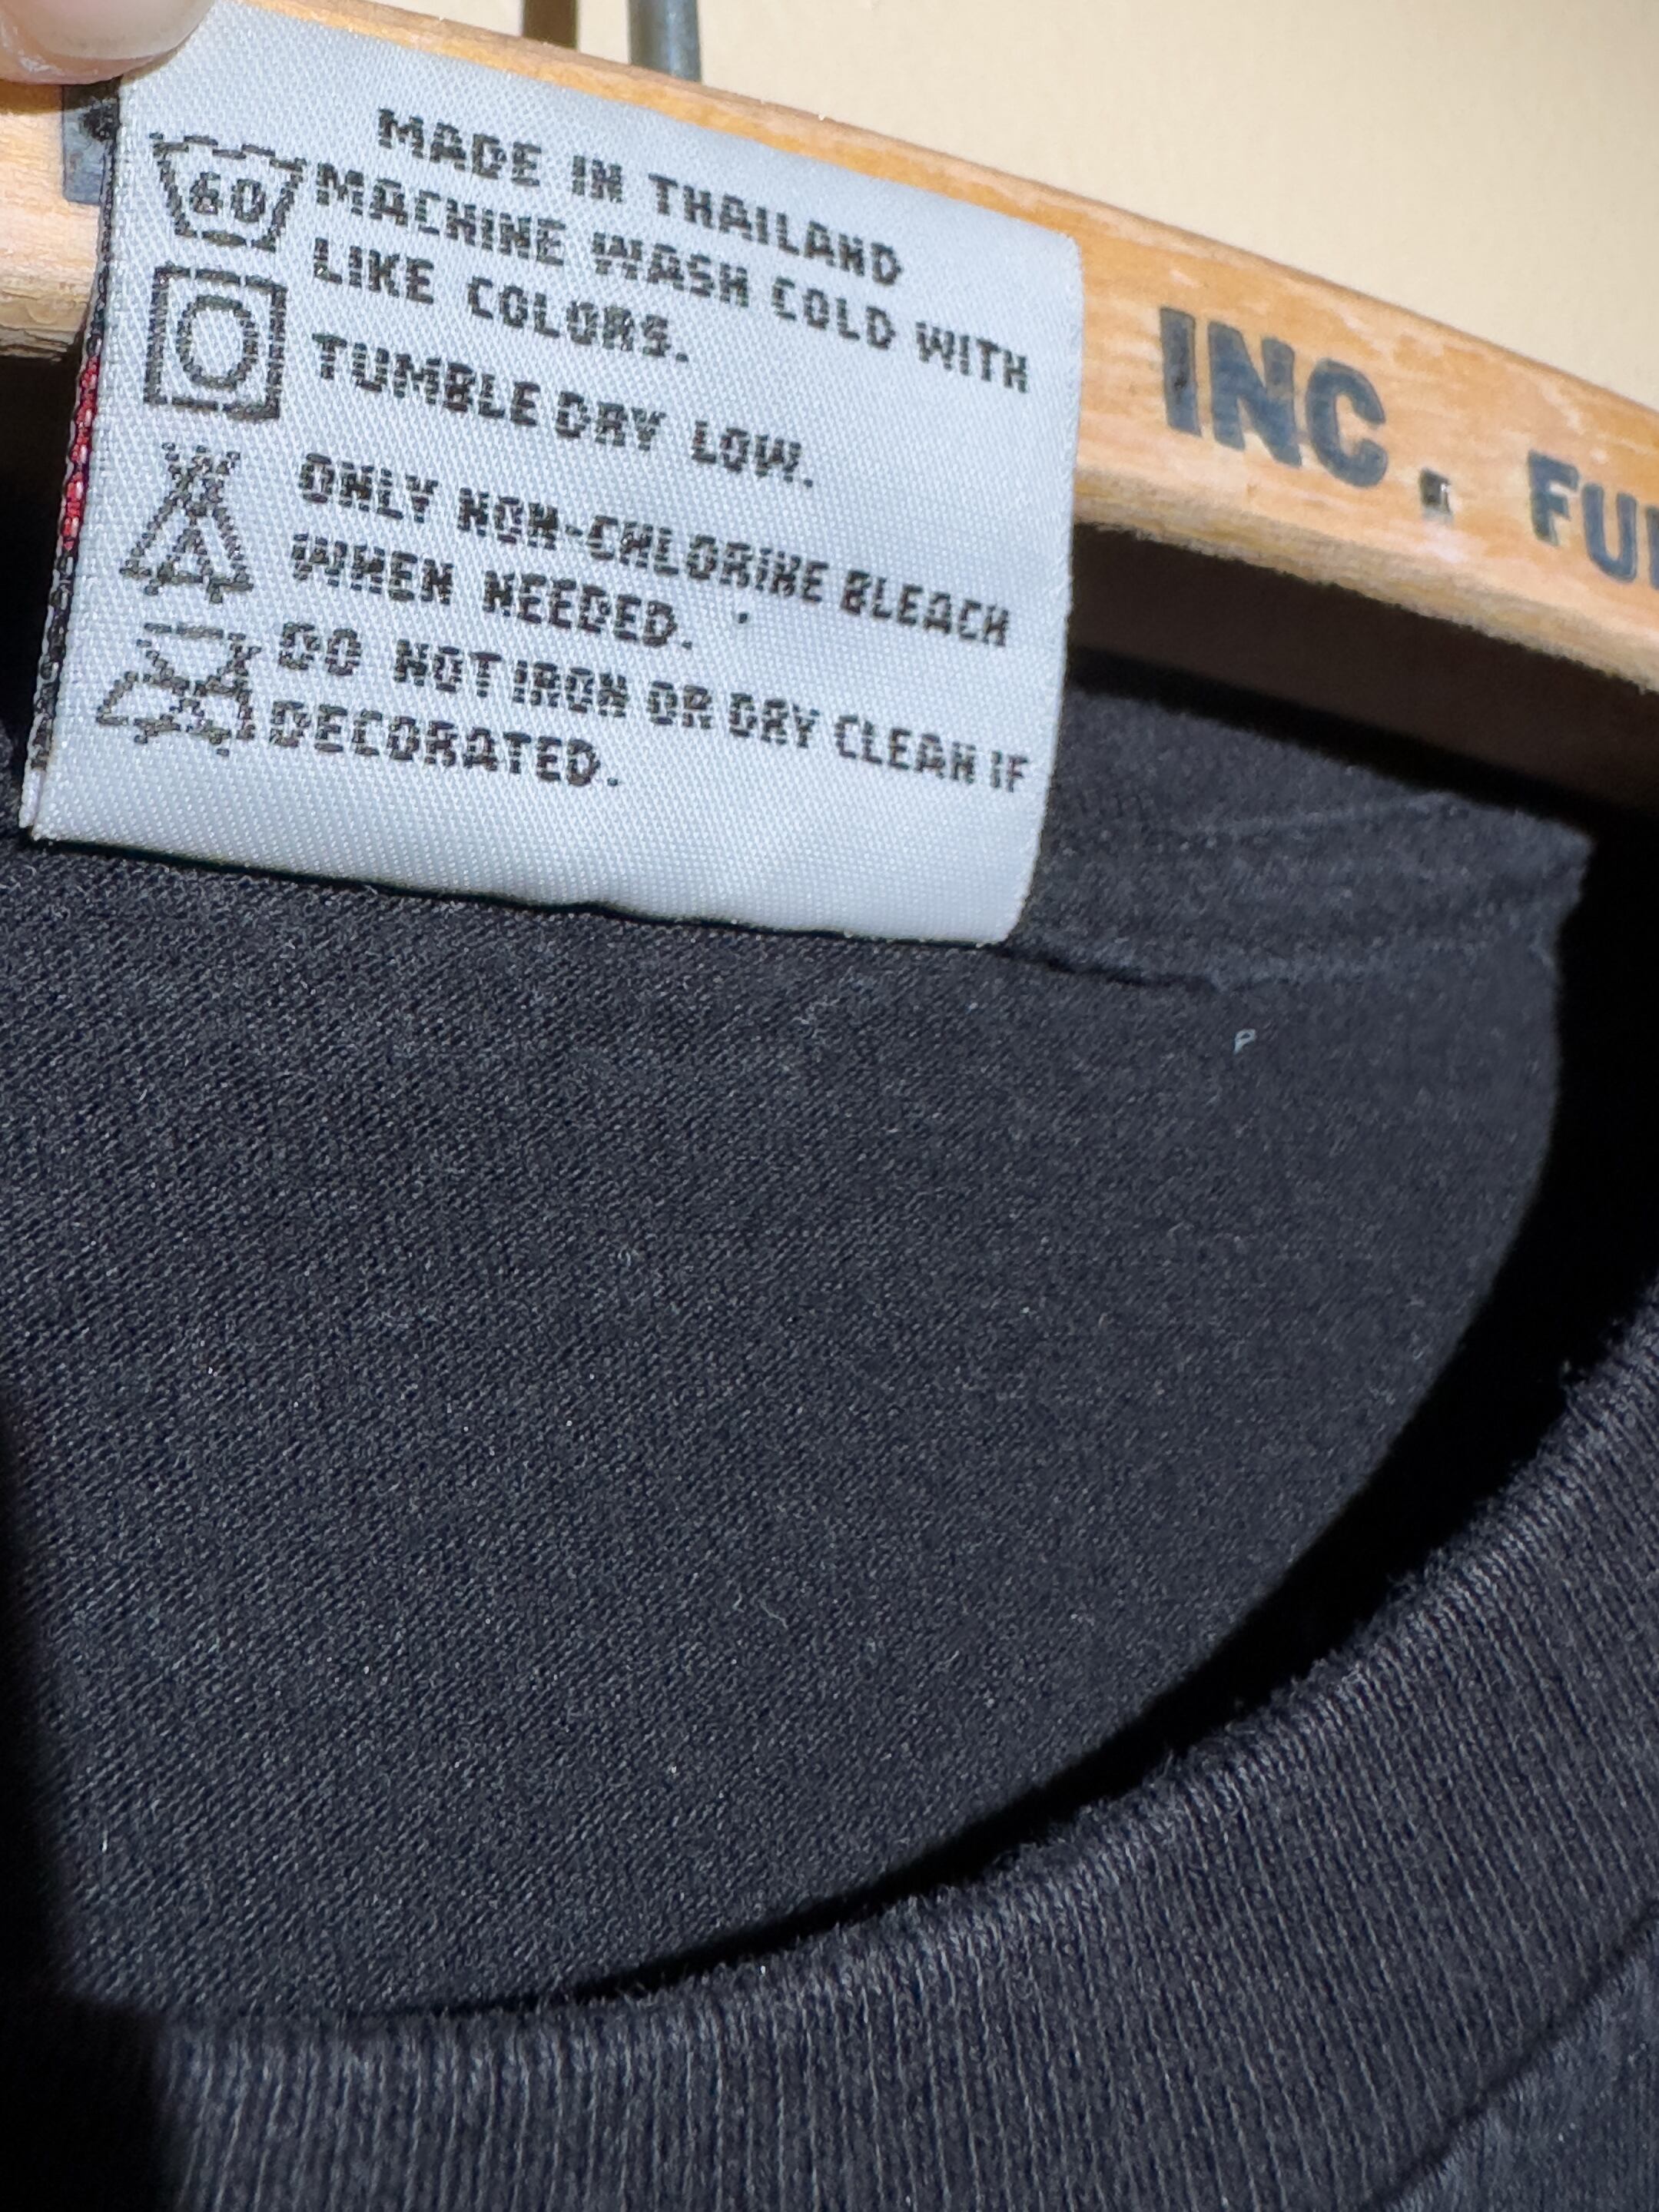 MADE IN THAILAND
60
MACHINE WASH COLD WITH
LIKE COLORS.
TUMBLE DRY LOW.
ONLY NON-CHLORINE BLEACH
WHEN NEEDED.
DO NOT IRON OR DRY CLEAN IF
DECORATED.
INC. FU